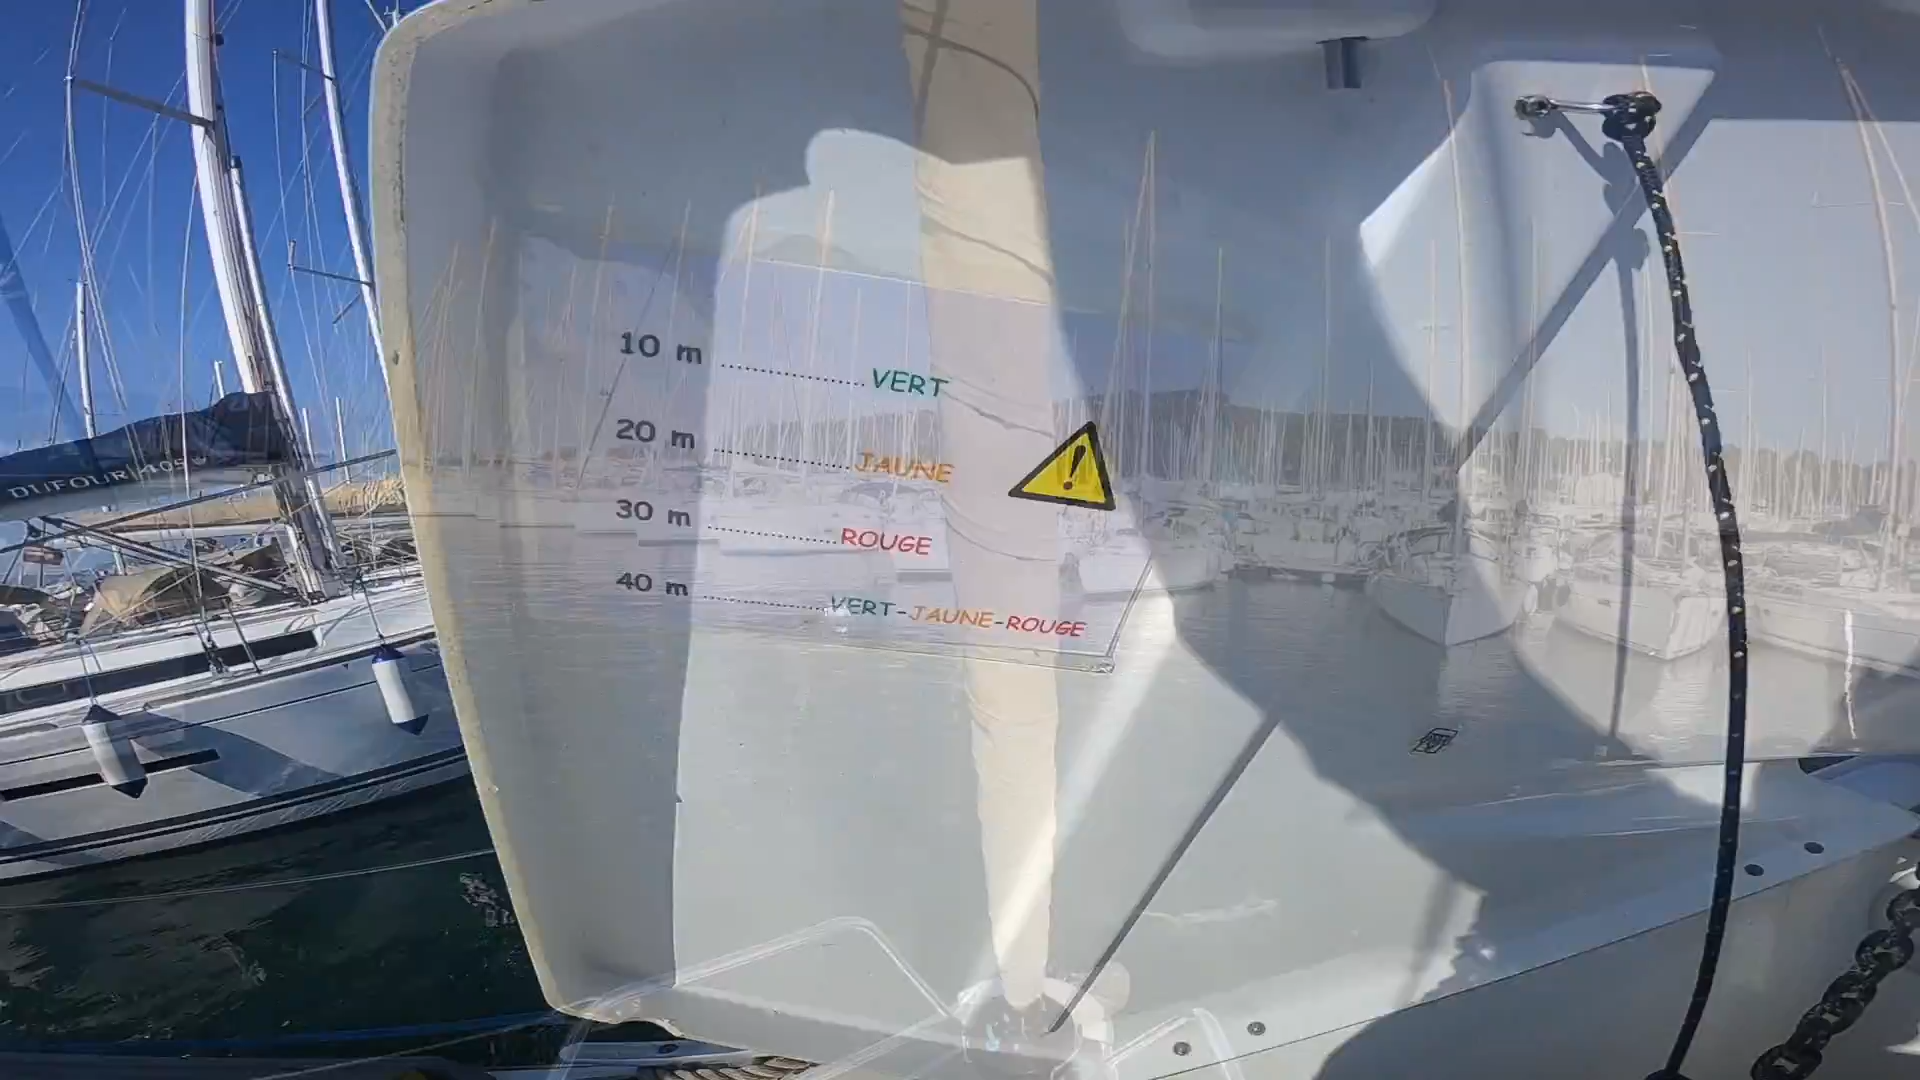 10 m ................ VERT
20 m ................ JAUNE
30 m ................ ROUGE
40 m ................ VERT-JAUNE-ROUGE
DUFOUR 405